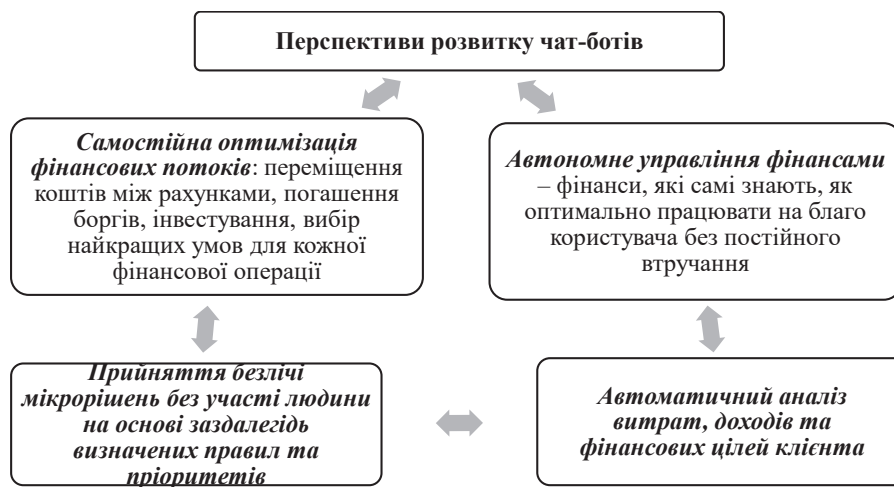 Перспективи розвитку чат-ботів
Самостійна оптимізація
фінансових потоків: переміщення
коштів між рахунками, погашення
боргів, інвестування, вибір
найкращих умов для кожної
фінансової операції
Автономне управління фінансами
– фінанси, які самі знають, як
оптимально працювати на благо
користувача без постійного
втручання
Прийняття безлічі
мікрорішень без участі людини
на основі заздалегідь
визначених правил та
пріоритетів
Автоматичний аналіз
витрат, доходів та
фінансових цілей клієнта